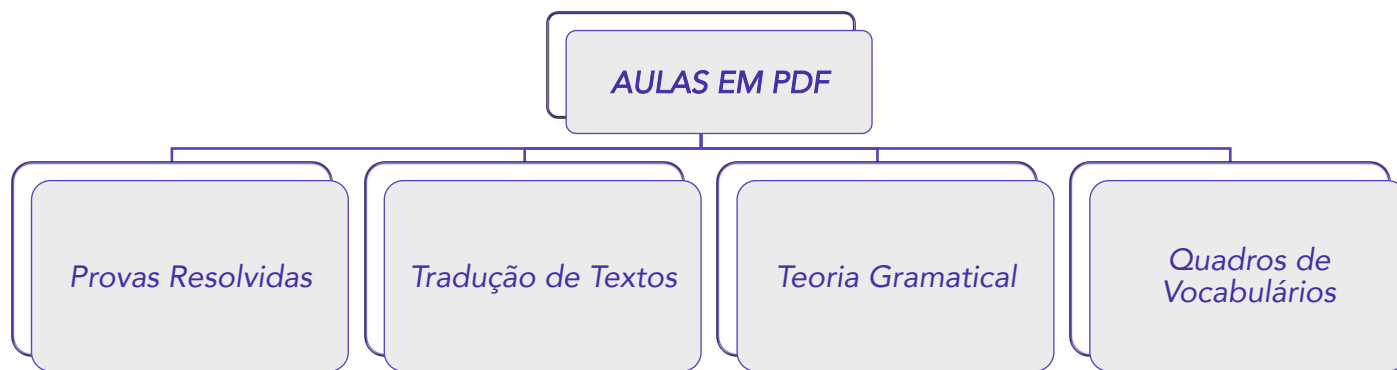 AULAS EM PDF
Provas Resolvidas
Tradução de Textos
Teoria Gramatical
Quadros de
Vocabulários